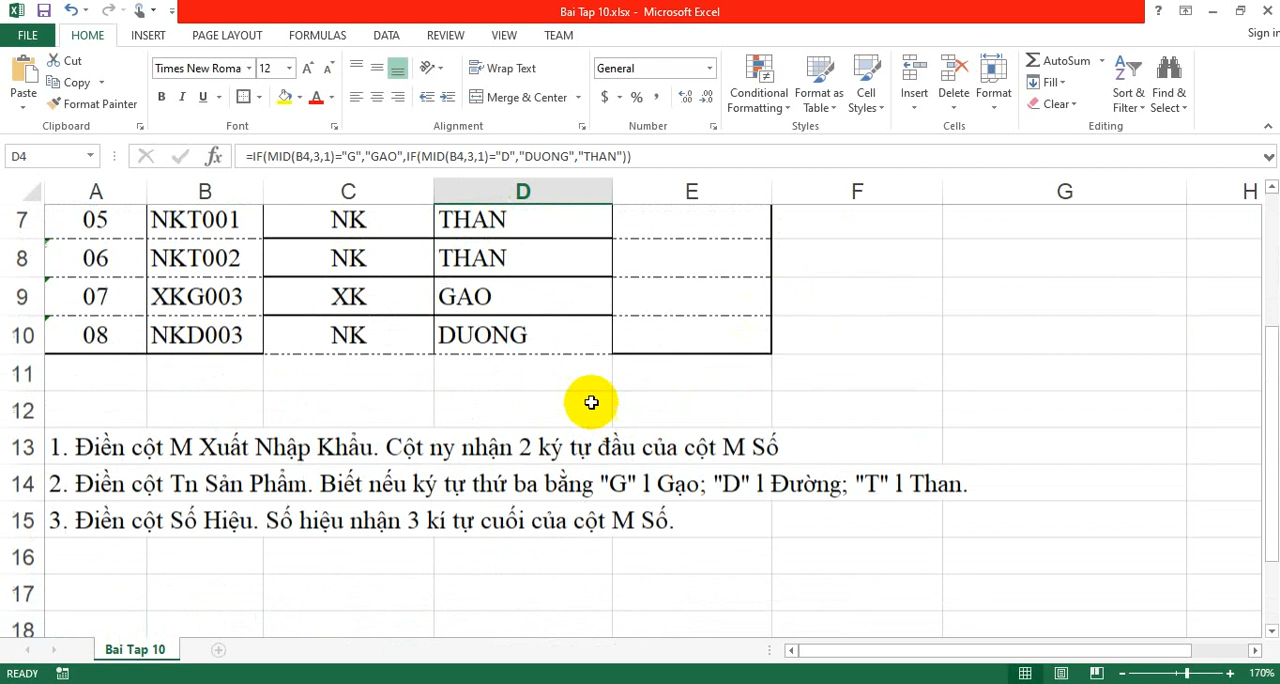 Bai Tap 10.xlsx - Microsoft Excel
FILE HOME INSERT PAGE LAYOUT FORMULAS DATA REVIEW VIEW TEAM Sign in
Cut
Copy
Format Painter
Paste
Clipboard
Times New Roma 12
B I U
Font
Wrap Text
Merge & Center
Alignment
General
$ % ,
Number
Conditional Formatting
Format as Table
Cell Styles
Styles
Insert Delete Format
Cells
AutoSum
Fill
Clear
Sort & Filter
Find & Select
Editing
D4 fx =IF(MID(B4,3,1)="G","GAO",IF(MID(B4,3,1)="D","DUONG","THAN"))
A B C D E F G H
7 05 NKT001 NK THAN
8 06 NKT002 NK THAN
9 07 XKG003 XK GAO
10 08 NKD003 NK DUONG
11
12
13 1. Điền cột M Xuất Nhập Khẩu. Cột ny nhận 2 ký tự đầu của cột M Số
14 2. Điền cột Tn Sản Phẩm. Biết nếu ký tự thứ ba bằng "G" l Gạo; "D" l Đường; "T" l Than.
15 3. Điền cột Số Hiệu. Số hiệu nhận 3 kí tự cuối của cột M Số.
16
17
18
Bai Tap 10
READY 170%